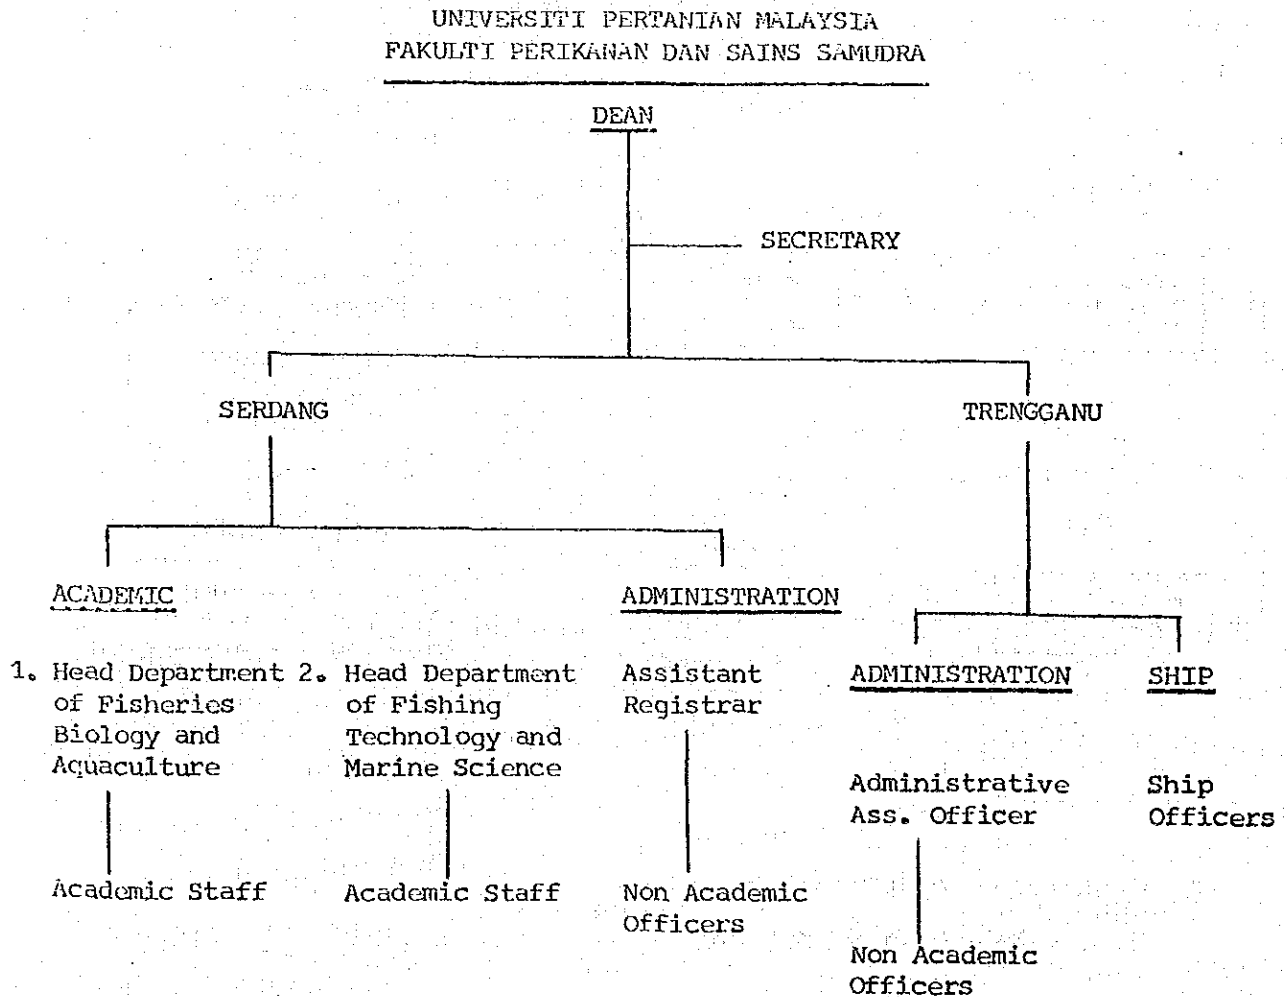 UNIVERSITI PERTANIAN MALAYSIA
FAKULTI PERIKANAN DAN SAINS SAMUDRA
DEAN
SECRETARY
SERDANG
TRENGGANU
ACADEMIC
ADMINISTRATION
1. Head Department
of Fisheries
Biology and
Aquaculture
2. Head Department
of Fishing
Technology and
Marine Science
Assistant
Registrar
ADMINISTRATION
SHIP
Administrative
Ass. Officer
Ship
Officers
Academic Staff
Academic Staff
Non Academic
Officers
Non Academic
Officers